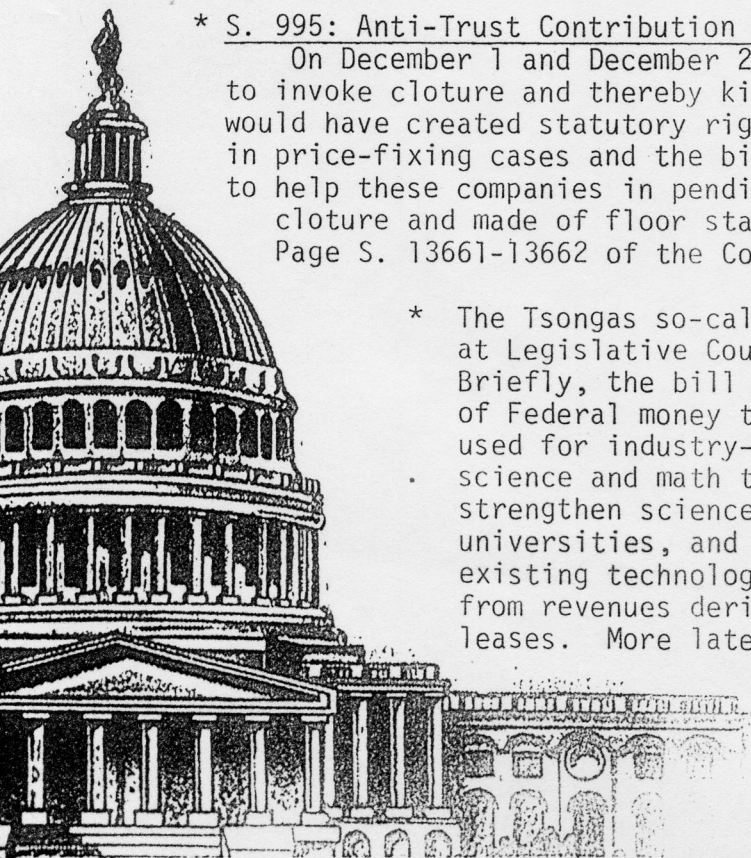 * S. 995: Anti-Trust Contribution
On December 1 and December 2
to invoke cloture and thereby ki
would have created statutory rig
in price-fixing cases and the bi
to help these companies in pendi
cloture and made of floor sta
Page S. 13661-13662 of the Co
* The Tsongas so-cal
at Legislative Cou
Briefly, the bill
of Federal money t
used for industry-
science and math t
strengthen science
universities, and
existing technolog
from revenues deri
leases. More late